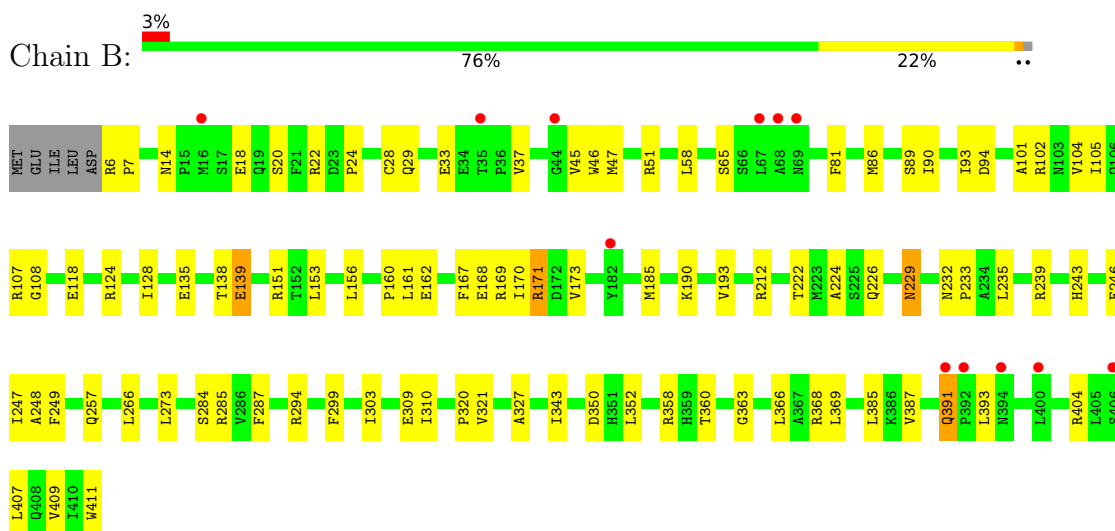 3%
Chain B:
76% 22% ••
MET GLU ILE LEU ASP R6 P7 N14 P15 M16 S17 E18 Q19 S20 F21 R22 D23 P24 C28 Q29 E33 E34 T35 P36 V37 G44 V45 W46 M47 R51 L58 S65 S66 L67 A68 N69 F81 M86 S89 I90 I93 D94 A101 R102 N103 V104 I105
R107 G108 E118 R124 I128 E135 T138 E139 R151 T152 L153 L156 P160 L161 E162 F167 E168 R169 I170 R171 D172 V173 Y182 M185 K190 V193 R212 T222 M223 A224 S225 Q226 N229 N232 P233 A234 L235 R239 H243
I247 A248 F249 Q257 L266 L273 S284 R285 V286 F287 R294 F299 I303 E309 I310 P320 V321 A327 I343 D350 H351 L352 R358 H359 T360 G363 L366 A367 R368 L369 L385 K386 V387 Q391 P392 L393 N394 L400 R404 L405
L407 Q408 V409 I410 W411